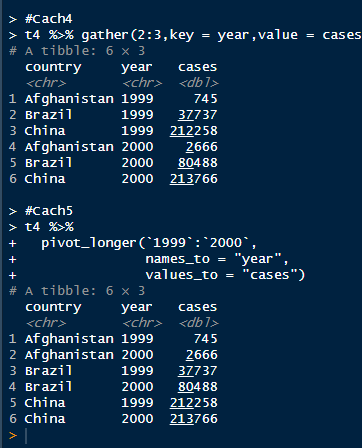 > #Cach4
> t4 %>% gather(2:3,key = year,value = cases
# A tibble: 6 × 3
  country     year   cases
  <chr>       <chr>  <dbl>
1 Afghanistan 1999     745
2 Brazil      1999   37737
3 China       1999  212258
4 Afghanistan 2000    2666
5 Brazil      2000   80488
6 China       2000  213766
> #Cach5
> t4 %>%
+   pivot_longer(`1999`:`2000`,
+                names_to = "year",
+                values_to = "cases")
# A tibble: 6 × 3
  country     year   cases
  <chr>       <chr>  <dbl>
1 Afghanistan 1999     745
2 Afghanistan 2000    2666
3 Brazil      1999   37737
4 Brazil      2000   80488
5 China       1999  212258
6 China       2000  213766
>